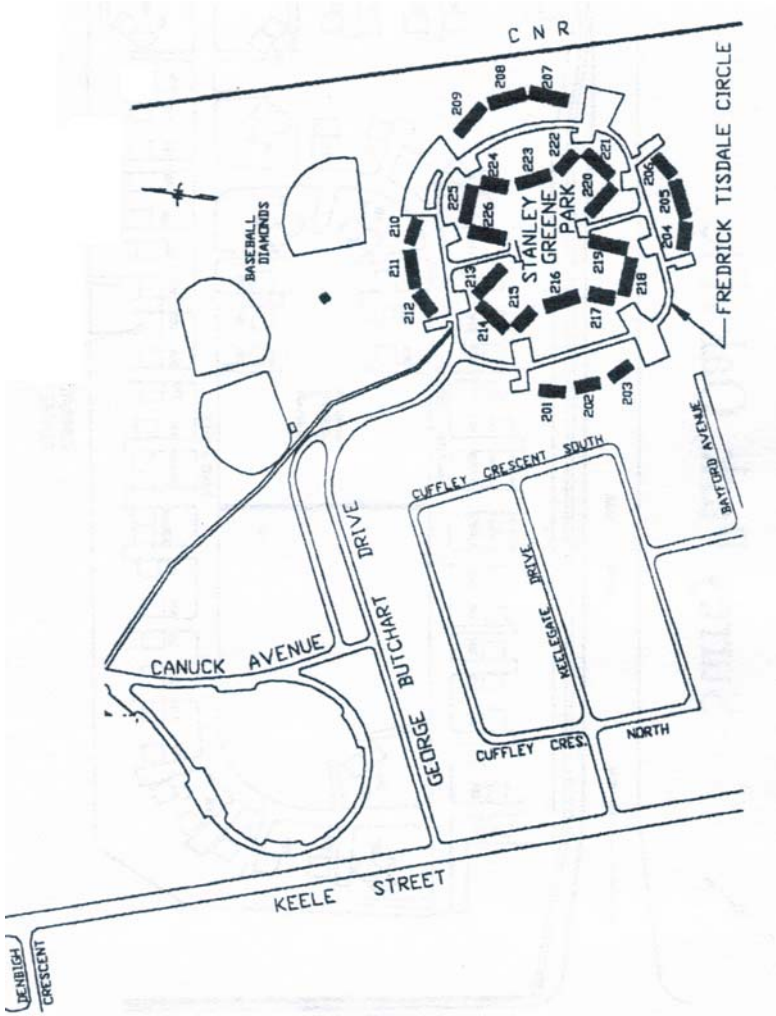 C N R
208
207
209
FREDRICK TISDALE CIRCLE
222
221
223
224
220
206
205
204
225
226
STANLEY
GREENE
PARK
210
211
212
BASEBALL
DIAMONDS
213
219
216
215
218
214
217
201
202
203
CUFFLEY CRESCENT SOUTH
BAYFORD AVENUE
GEORGE BUTCHART DRIVE
KEELEGATE DRIVE
CANUCK AVENUE
CUFFLEY CRES. NORTH
KEELE STREET
DENBIGH
CRESCENT